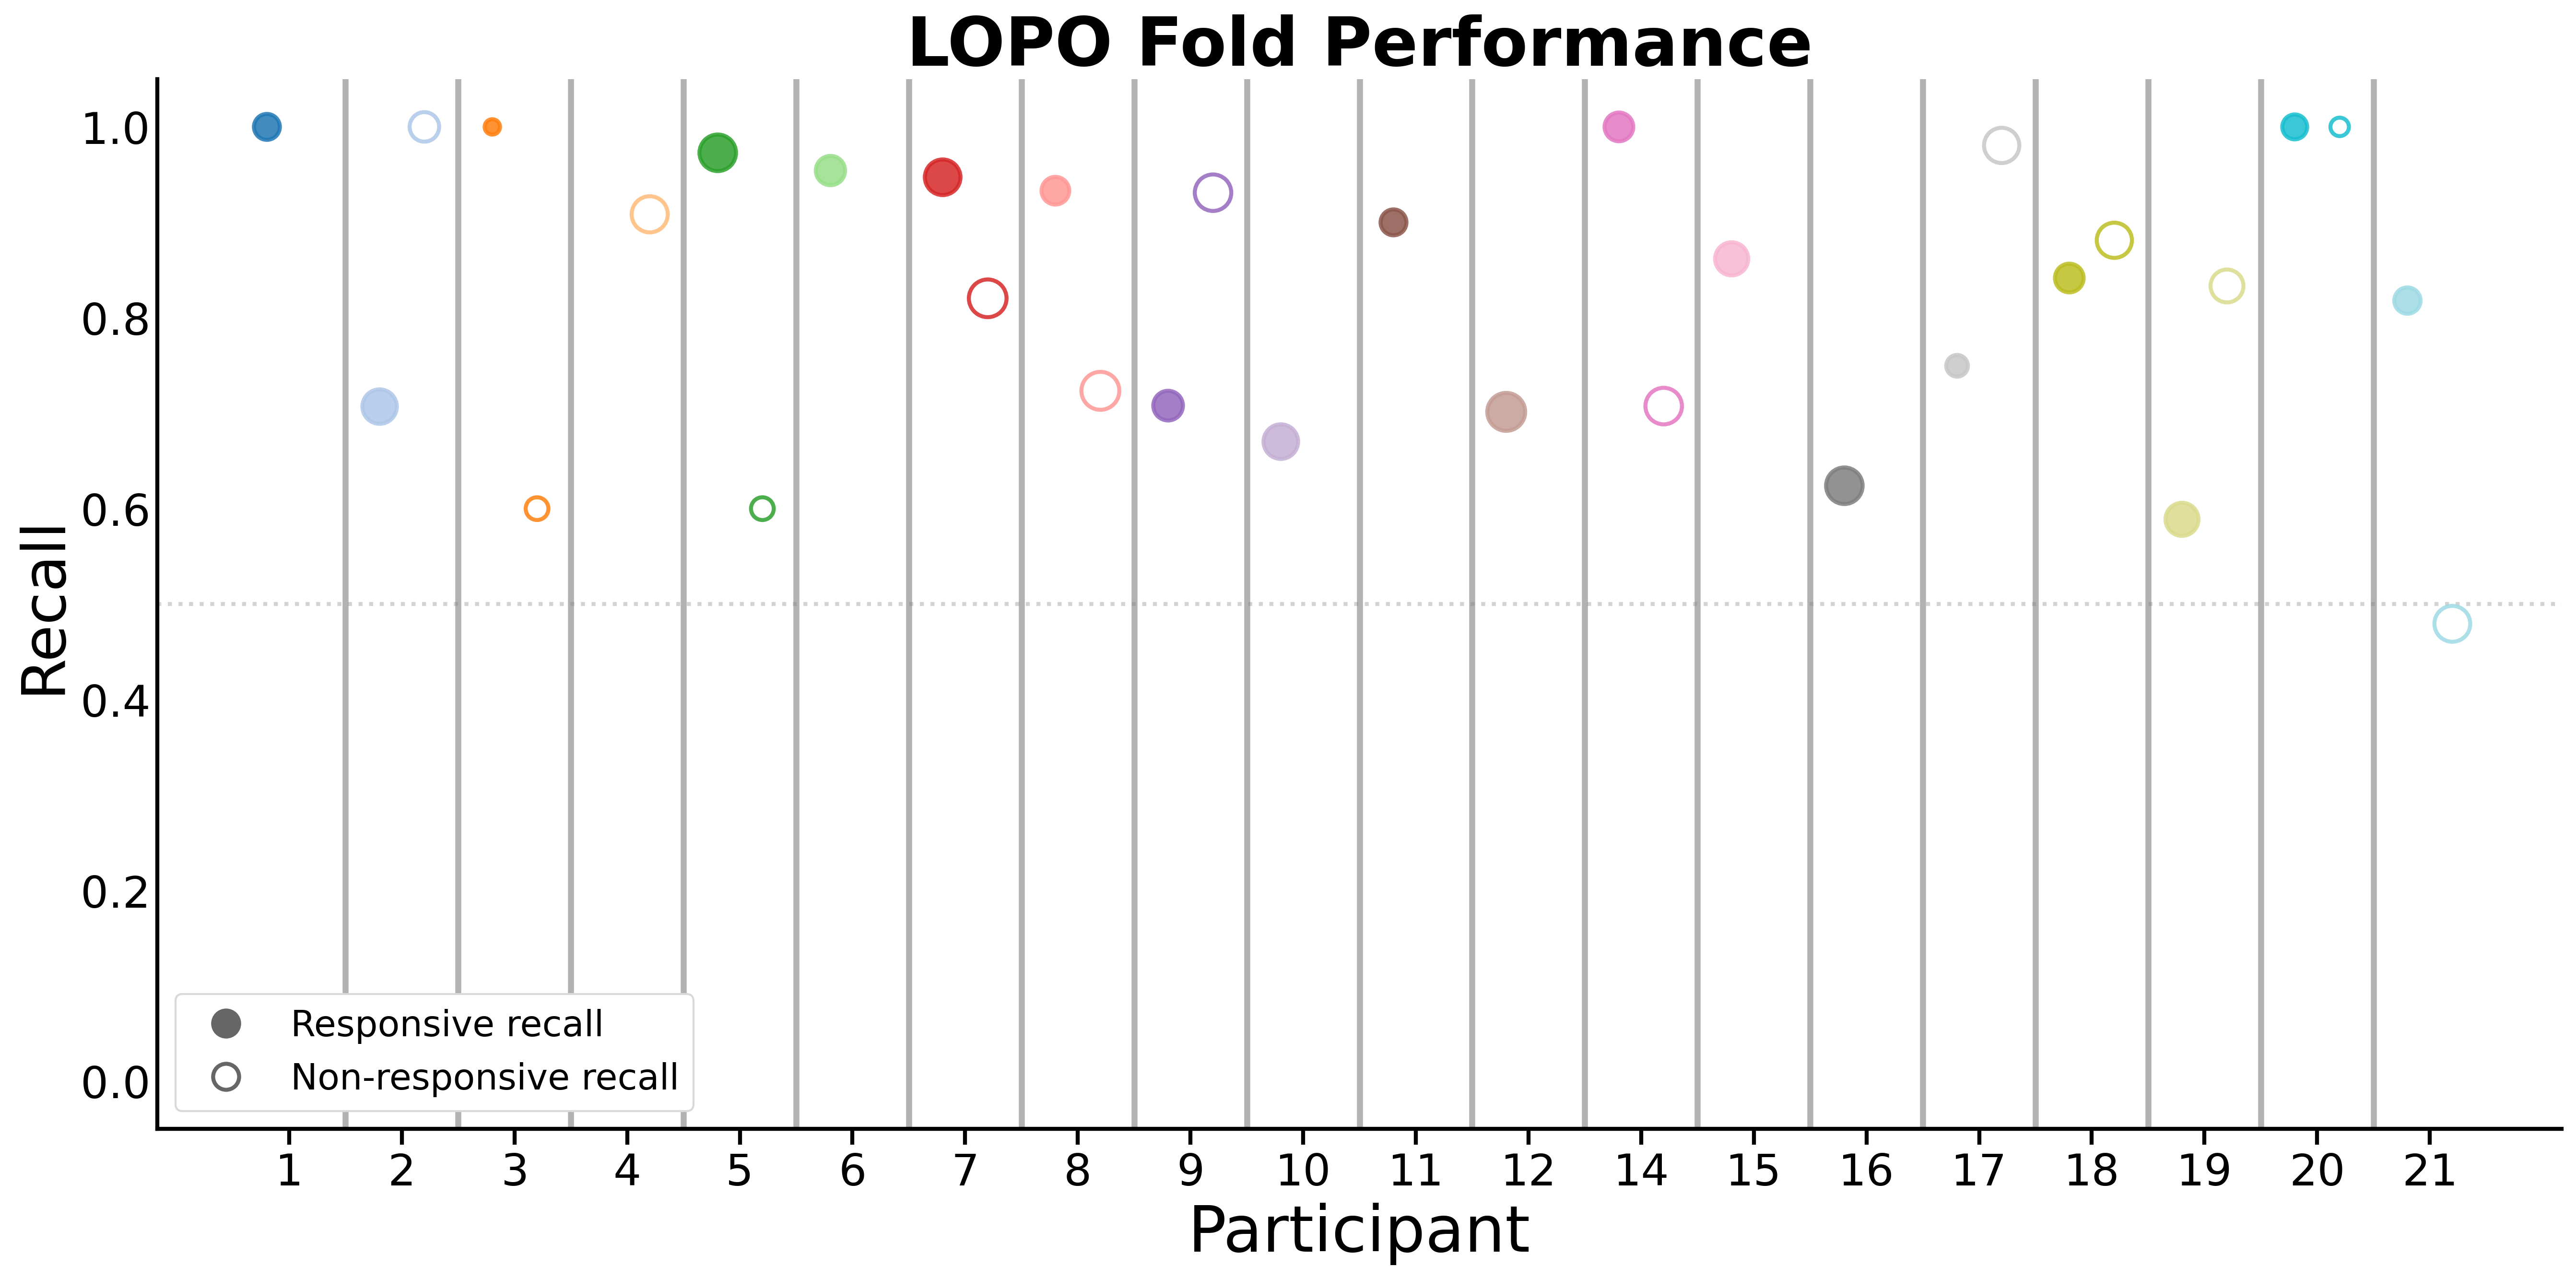 LOPO Fold Performance
1.0
0.8
0.6
0.4
0.2
0.0
Recall
Responsive recall
Non-responsive recall
1 2 3 4 5 6 7 8 9 10 11 12 14 15 16 17 18 19 20 21
Participant